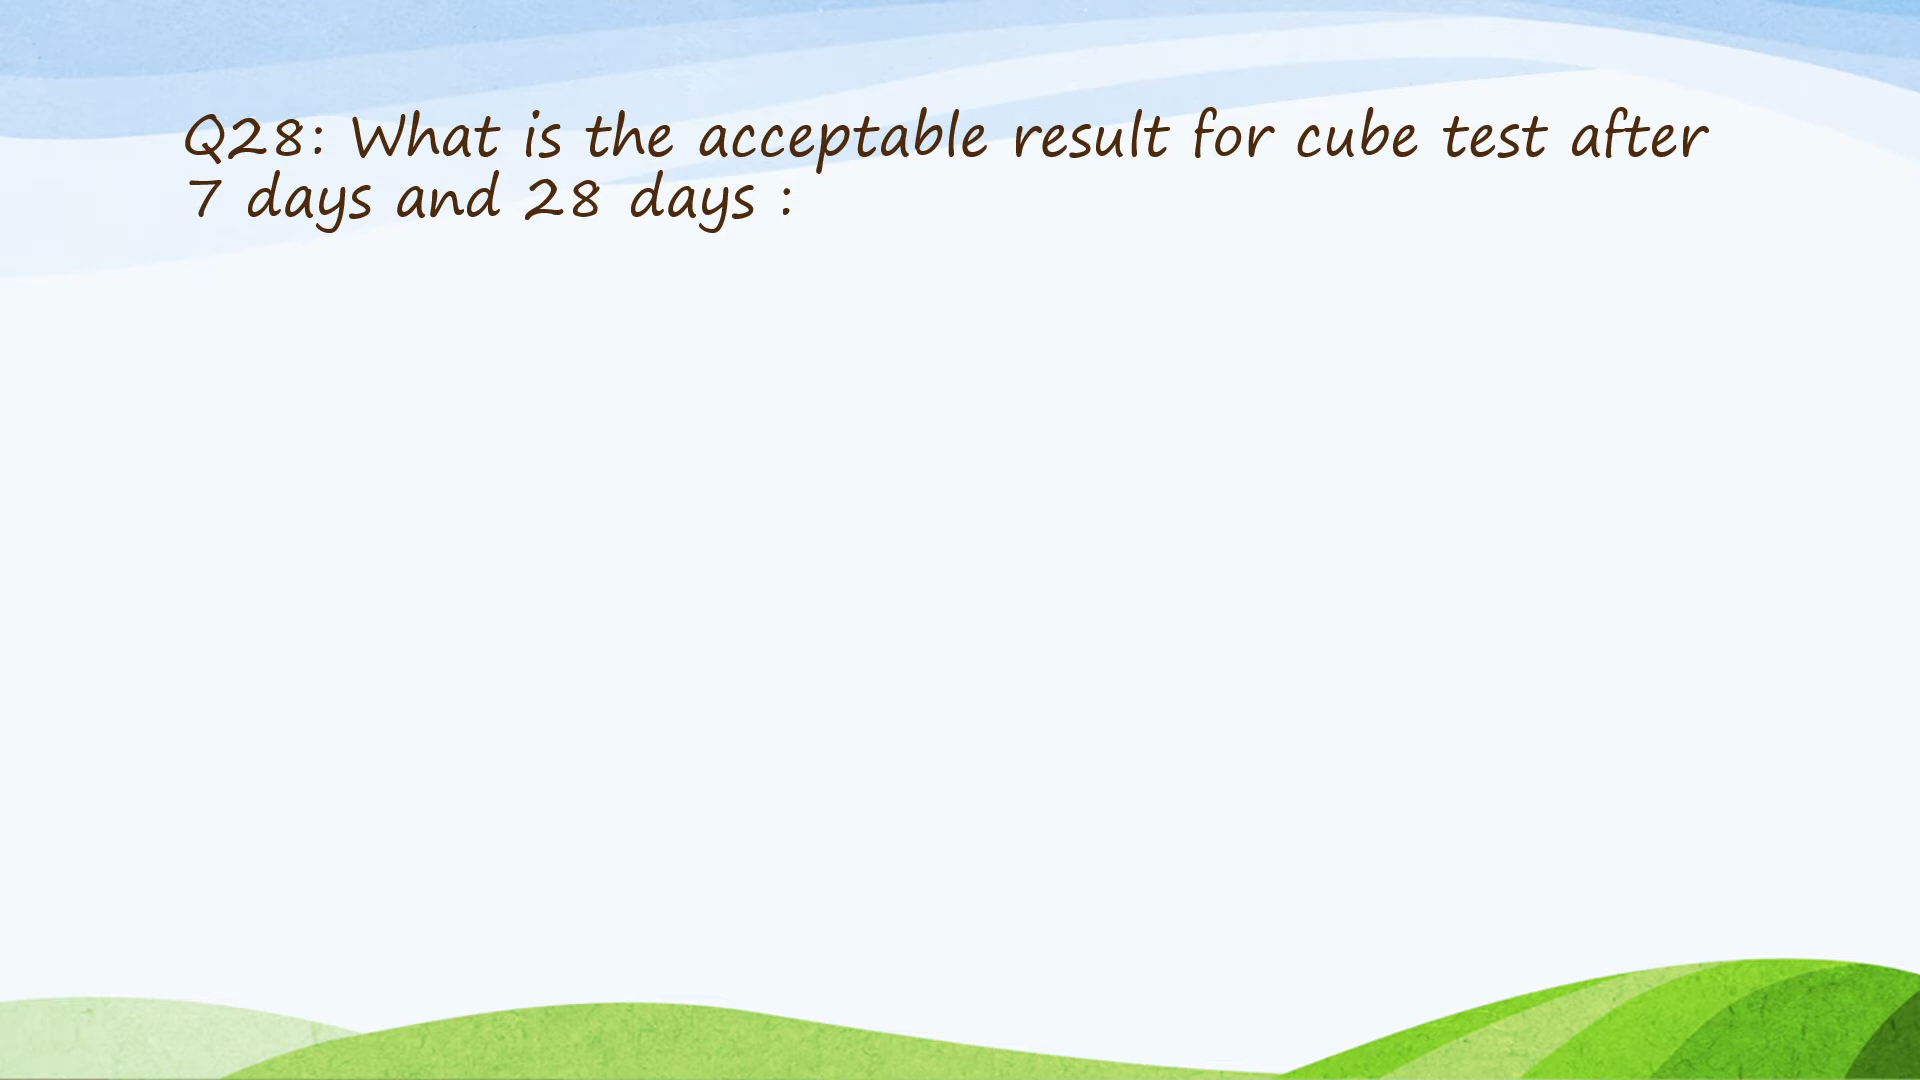 Q28: What is the acceptable result for cube test after
7 days and 28 days :